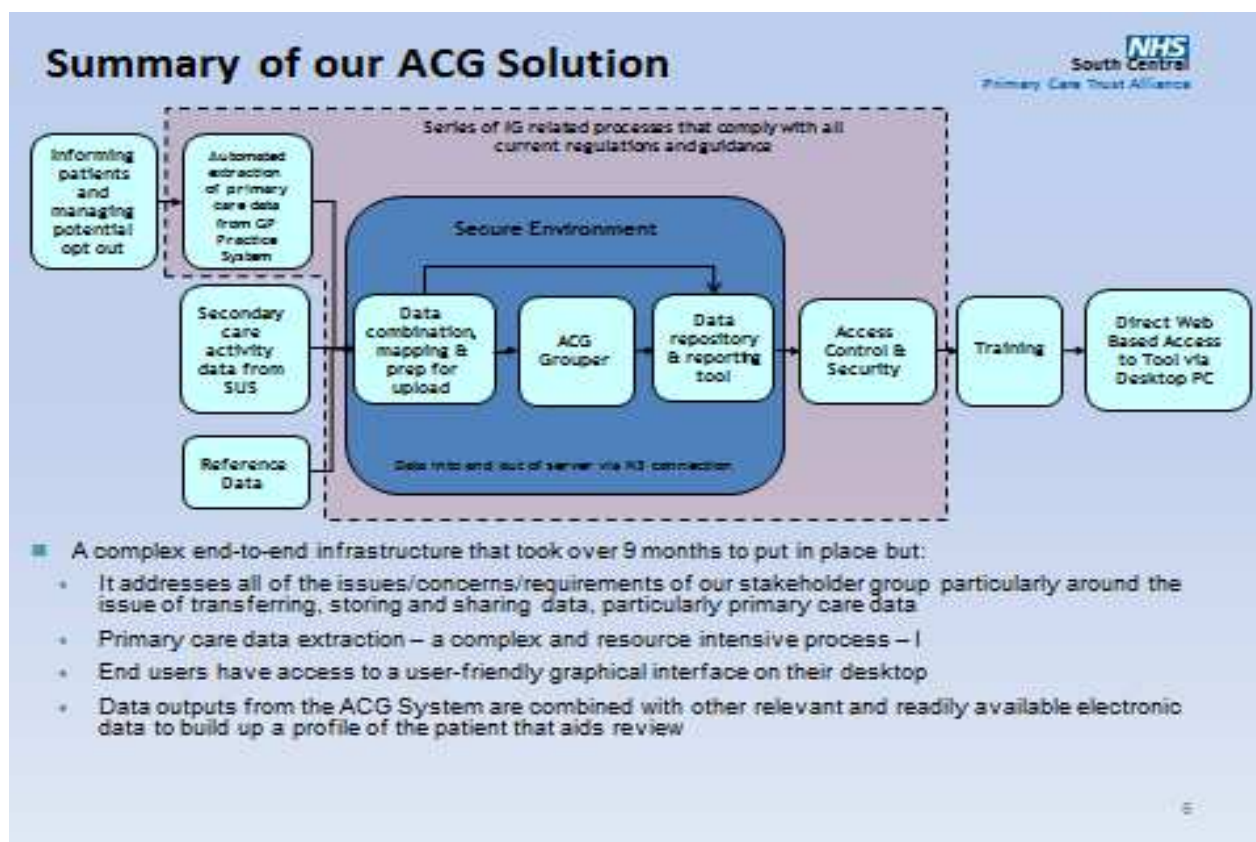 Summary of our ACG Solution
NHS
South Central
Primary Care Trust Alliance
Series of IG related processes that comply with all
current regulations and guidance
Informing
patients
and
managing
potential
opt out
Automated
extraction
of primary
care data
from GP
Practice
System
Secondary
care
activity
data from
SUS
Reference
Data
Secure Environment
Data
combination,
mapping &
prep for
upload
ACG
Grouper
Data
repository
& reporting
tool
Data into and out of server via N3 connection
Access
Control &
Security
Training
Direct Web
Based Access
to Tool via
Desktop PC
A complex end-to-end infrastructure that took over 9 months to put in place but:
It addresses all of the issues/concerns/requirements of our stakeholder group particularly around the
issue of transferring, storing and sharing data, particularly primary care data
Primary care data extraction – a complex and resource intensive process – I
End users have access to a user-friendly graphical interface on their desktop
Data outputs from the ACG System are combined with other relevant and readily available electronic
data to build up a profile of the patient that aids review